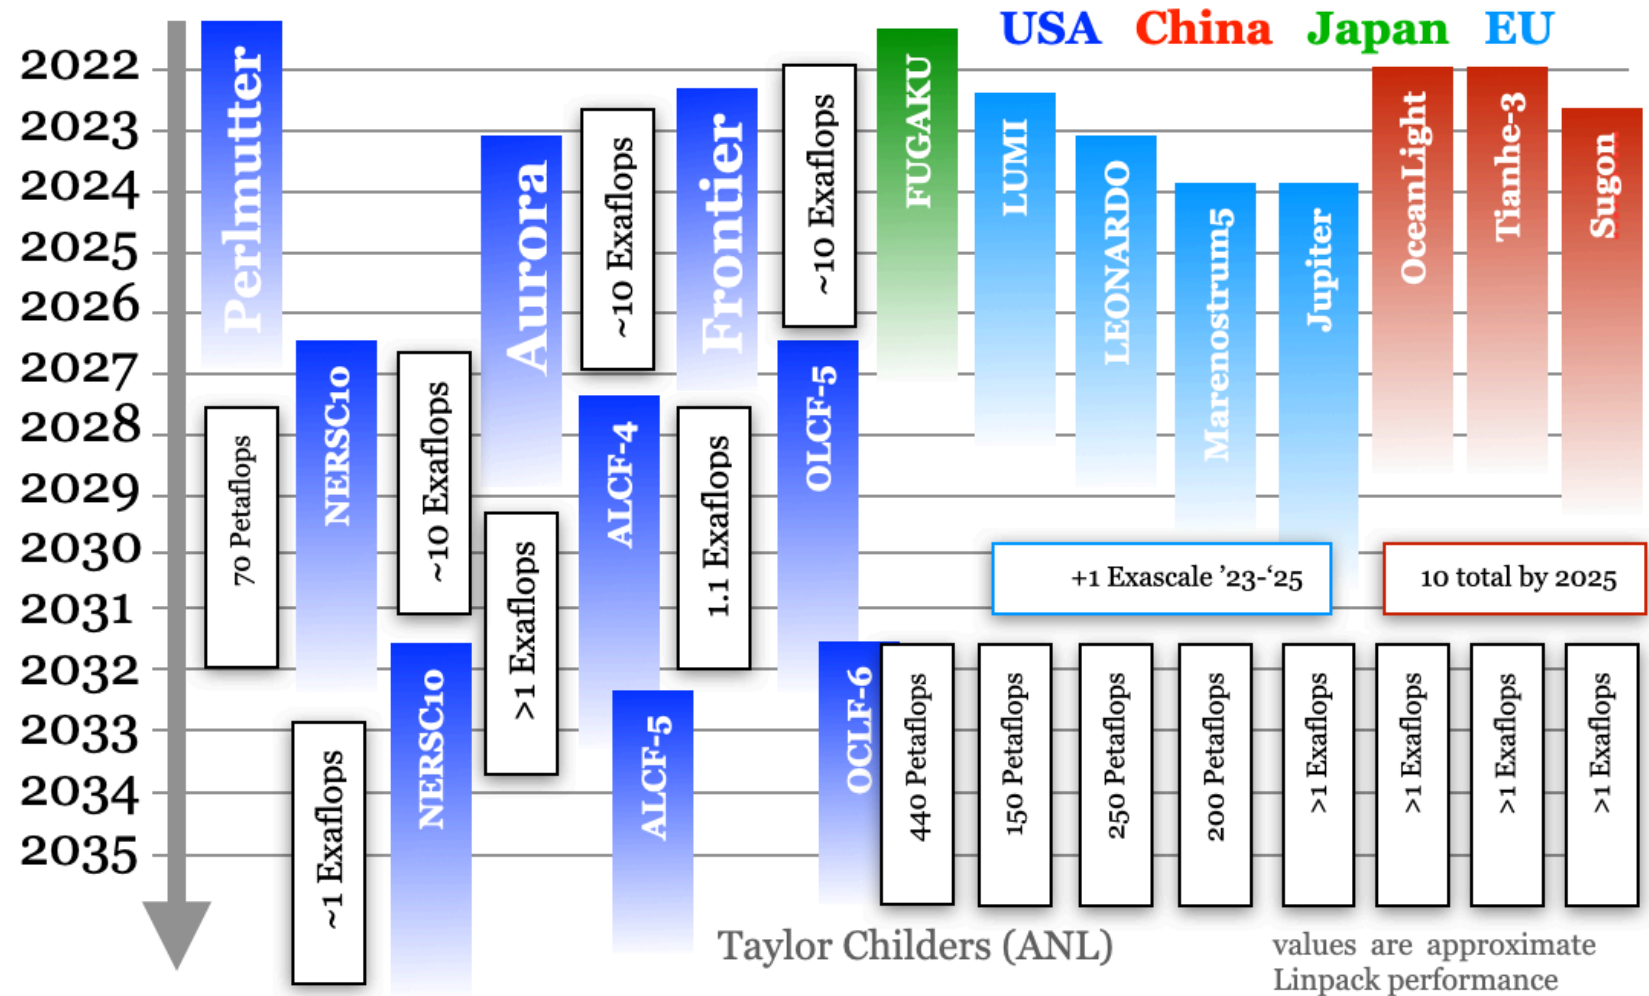 USA China Japan EU
2022
2023
2024
2025
2026
2027
2028
2029
2030
2031
2032
2033
2034
2035
Perlmutter
70 Petaflops
NERSC10
~1 Exaflops
~10 Exaflops
NERSC10
Aurora
>1 Exaflops
~10 Exaflops
ALCF-4
ALCF-5
Frontier
1.1 Exaflops
~10 Exaflops
OLCF-5
OCLF-6
FUGAKU
440 Petaflops
LUMI
150 Petaflops
LEONARDO
250 Petaflops
Marenostrum5
200 Petaflops
Jupiter
>1 Exaflops
OceanLight
>1 Exaflops
Tianhe-3
>1 Exaflops
Sugon
>1 Exaflops
+1 Exascale ’23-‘25
10 total by 2025
Taylor Childers (ANL)
values are approximate
Linpack performance